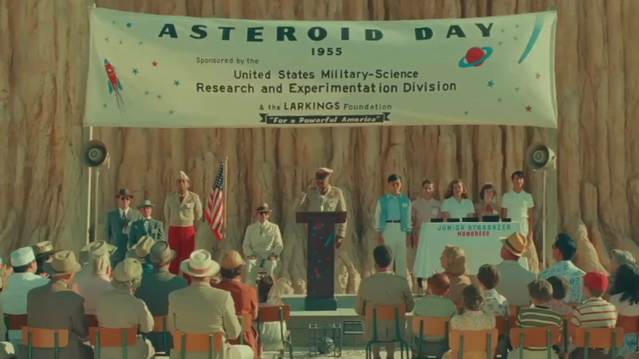 ASTEROID DAY
1955
Sponsored by the
United States Military-Science
Research and Experimentation Division
& the LARKINGS Foundation
"For a Powerful America"
JUNIOR STARGAZER
HONOREES